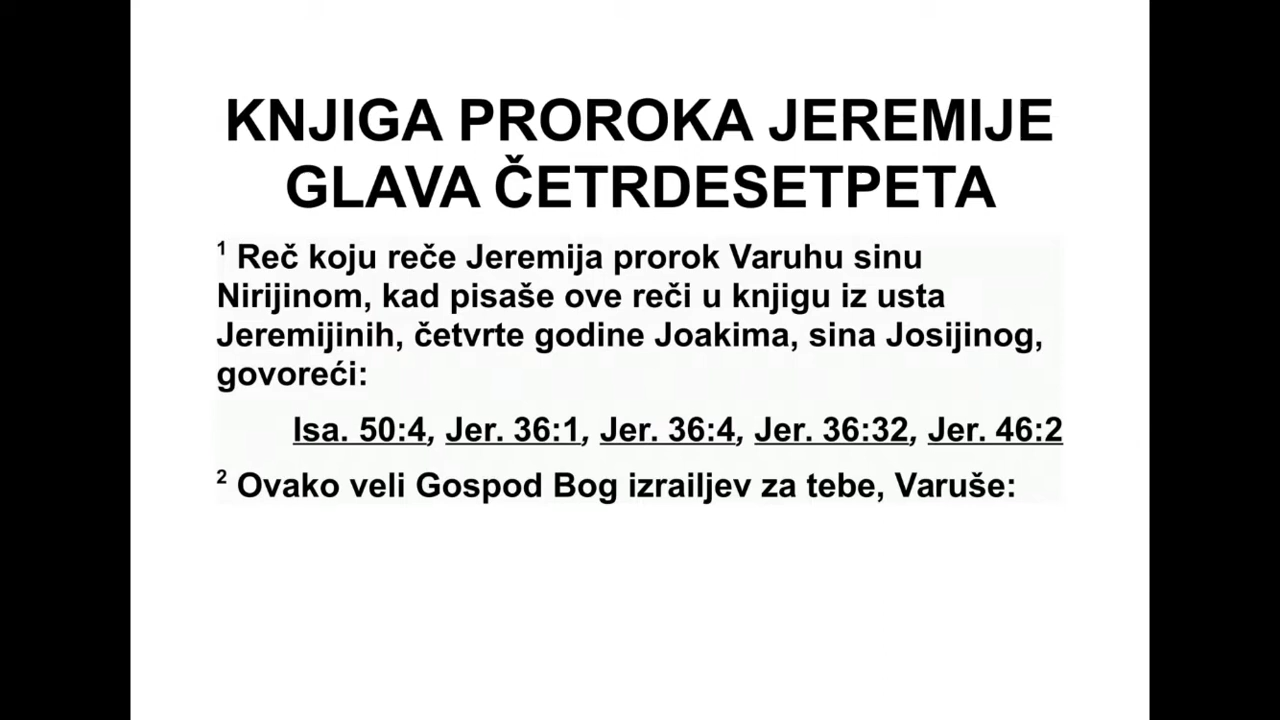 KNJIGA PROROKA JEREMIJE
GLAVA ČETRDESETPETA
1 Reč koju reče Jeremija prorok Varuhu sinu
Nirijinom, kad pisaše ove reči u knjigu iz usta
Jeremijinih, četvrte godine Joakima, sina Josijinog,
govoreći:
Isa. 50:4, Jer. 36:1, Jer. 36:4, Jer. 36:32, Jer. 46:2
2 Ovako veli Gospod Bog izrailjev za tebe, Varuše: